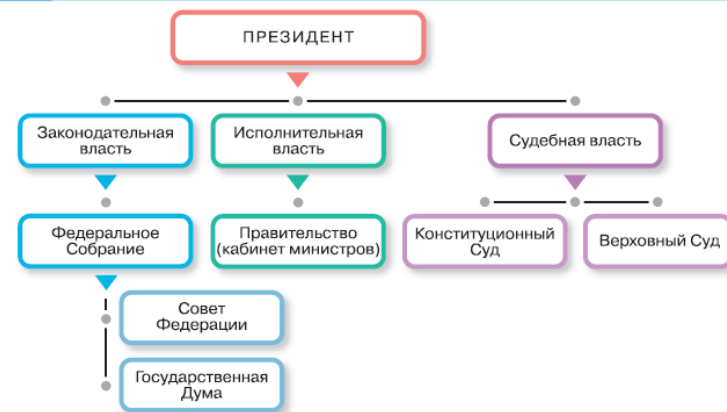 ПРЕЗИДЕНТ
Законодательная
власть
Исполнительная
власть
Судебная власть
Федеральное
Собрание
Правительство
(кабинет министров)
Конституционный
Суд
Верховный Суд
Совет
Федерации
Государственная
Дума